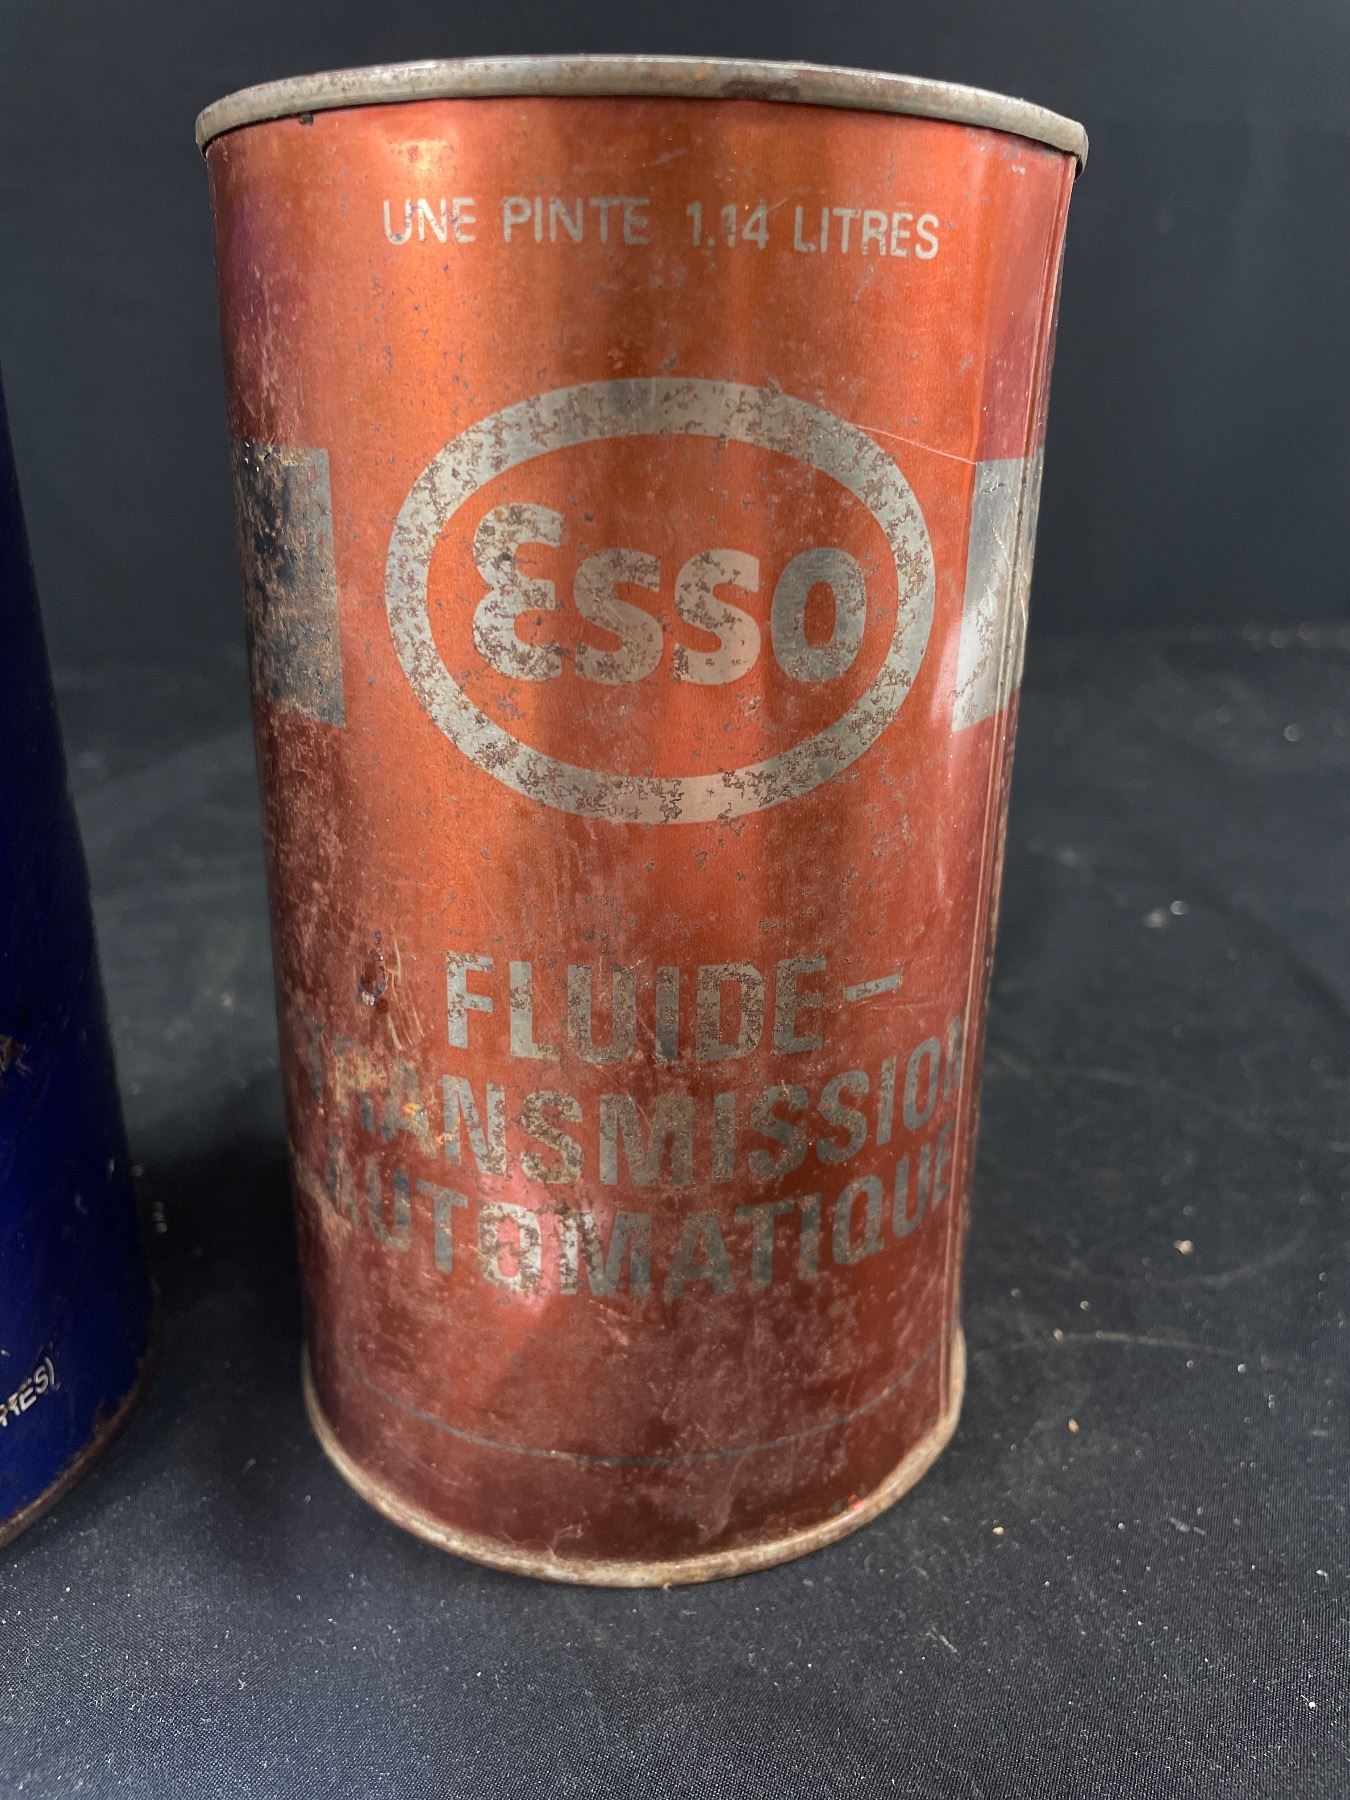 UNE PINTE 1.14 LITRES
Esso
FLUIDE-
TRANSMISSION
AUTOMATIQUE